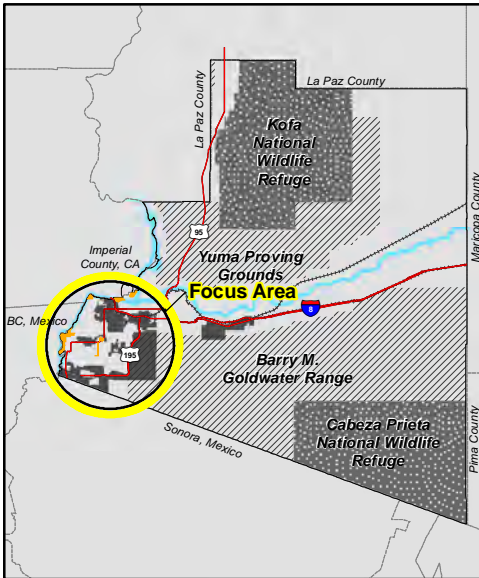 La Paz County
La Paz County
Kofa
National
Wildlife
Refuge
Maricopa County
95
Imperial
County, CA
Yuma Proving
Grounds
Focus Area
8
BC, Mexico
195
Barry M.
Goldwater Range
Sonora, Mexico
Cabeza Prieta
National Wildlife
Refuge
Pima County